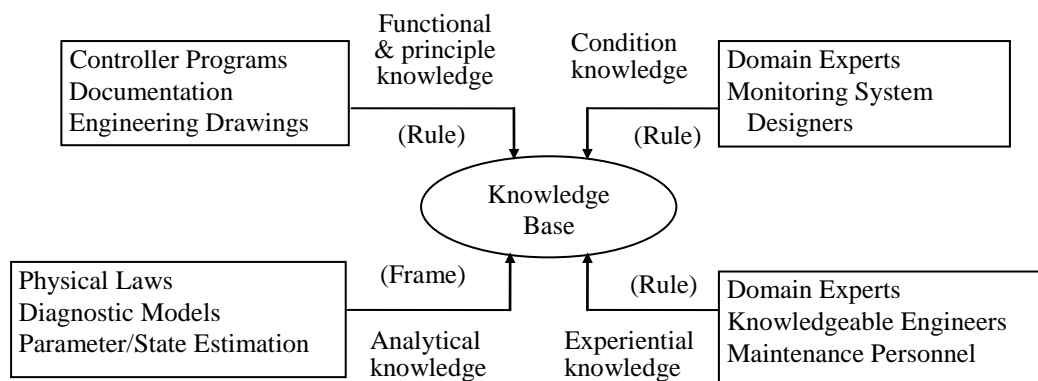 Controller Programs
Documentation
Engineering Drawings
Functional
& principle
knowledge
(Rule)
Condition
knowledge
(Rule)
Domain Experts
Monitoring System
Designers
Knowledge
Base
Physical Laws
Diagnostic Models
Parameter/State Estimation
(Frame)
Analytical
knowledge
(Rule)
Experiential
knowledge
Domain Experts
Knowledgeable Engineers
Maintenance Personnel